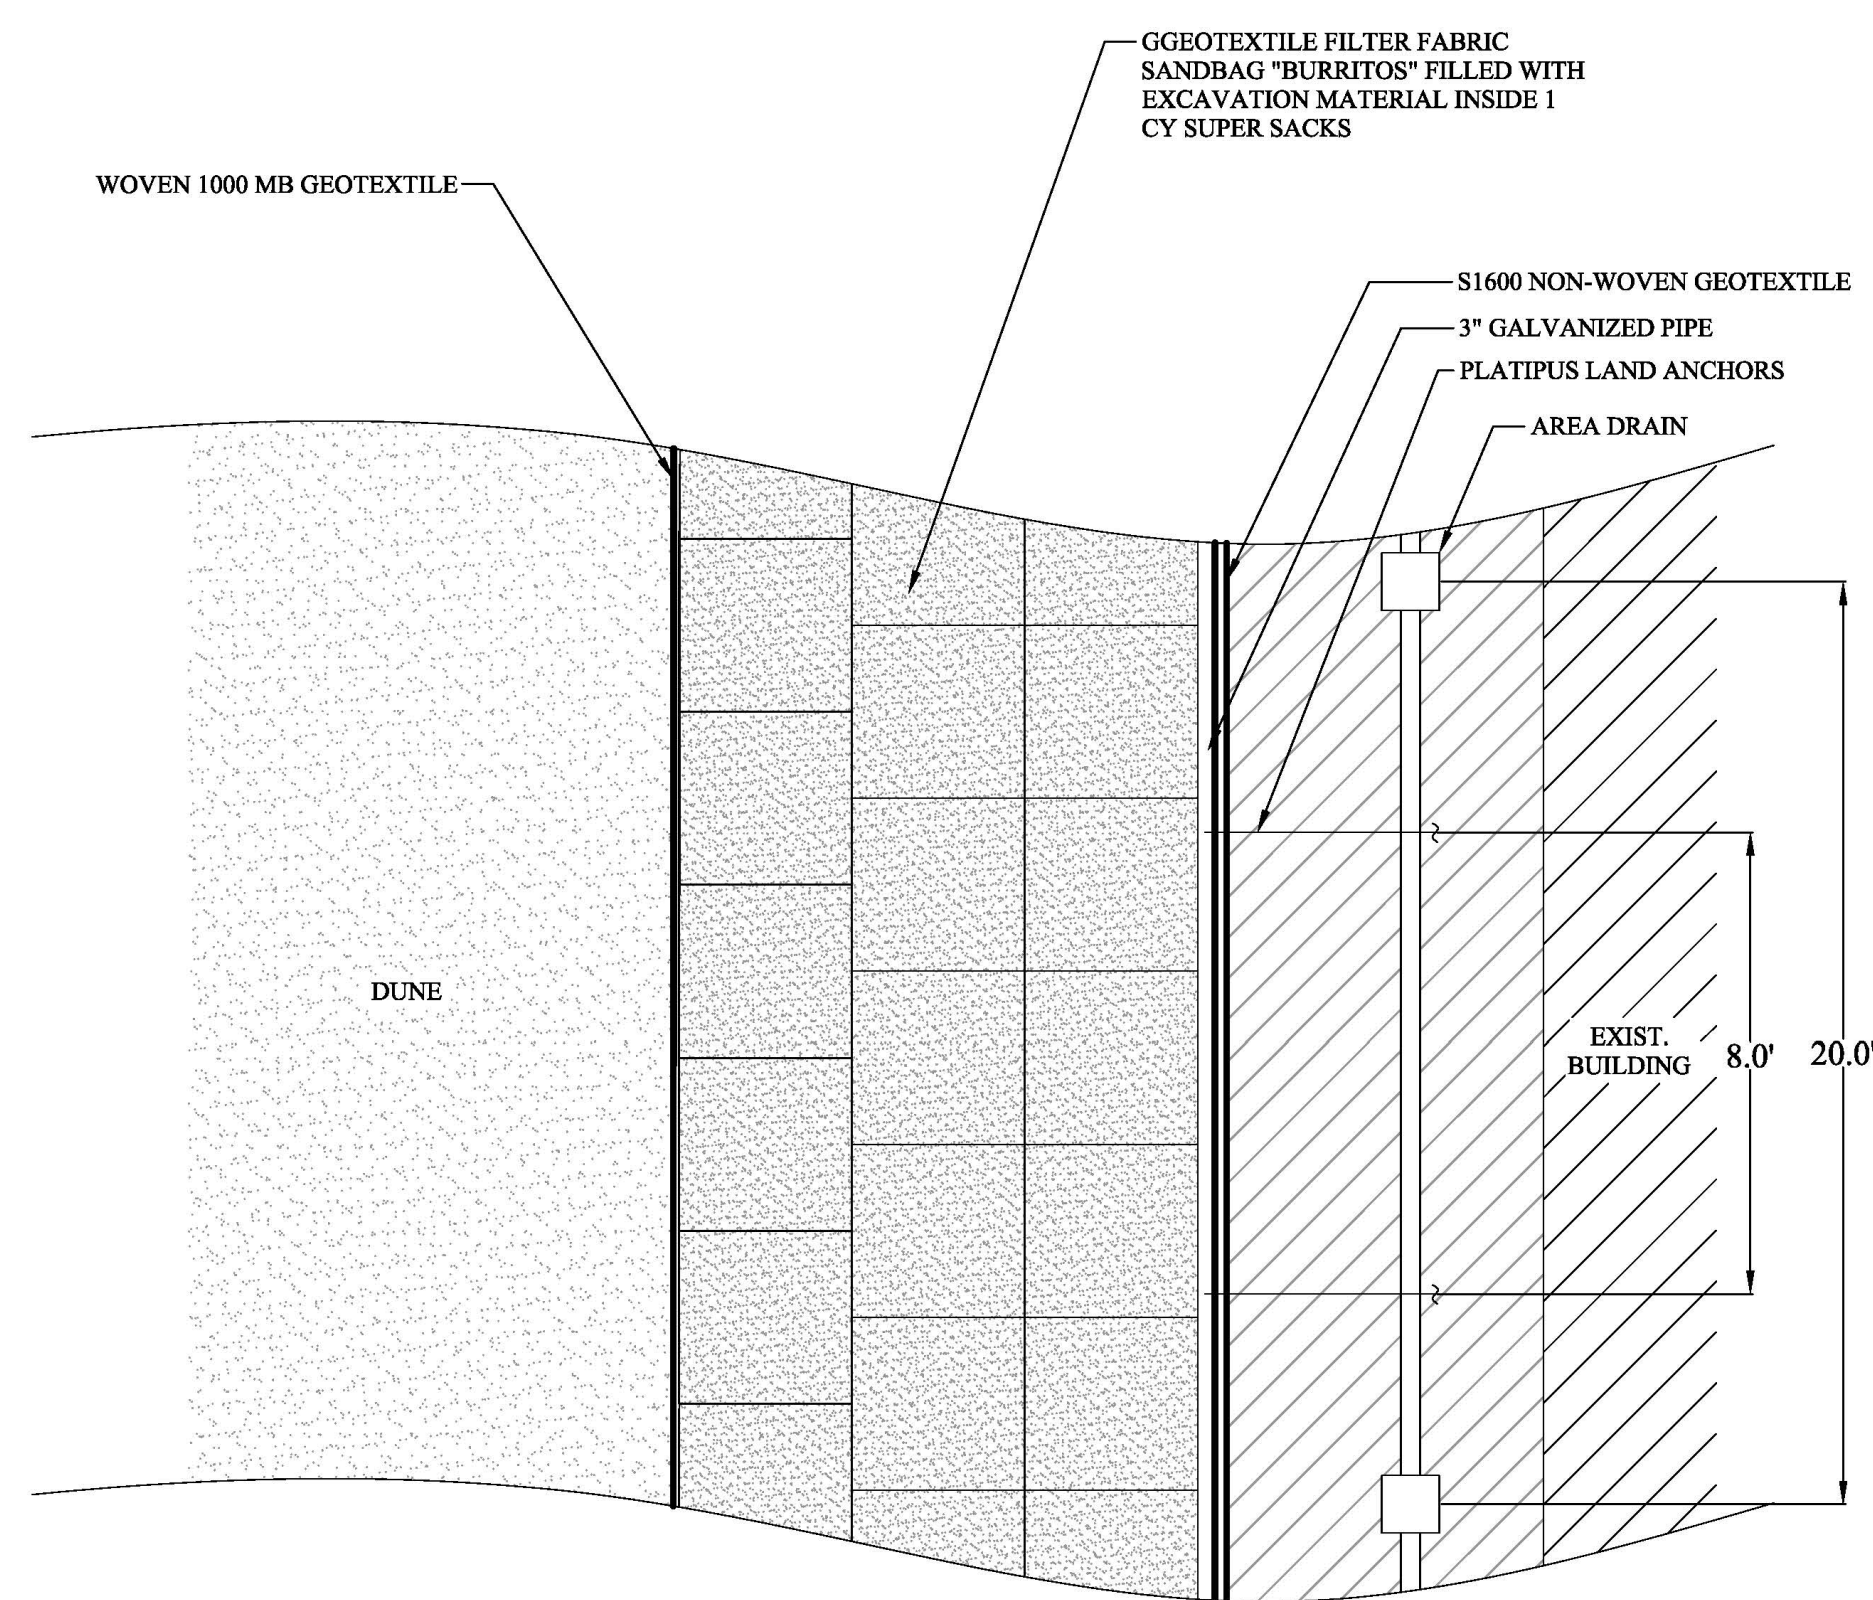 GGEOTEXTILE FILTER FABRIC
SANDBAG "BURRITOS" FILLED WITH
EXCAVATION MATERIAL INSIDE 1
CY SUPER SACKS
WOVEN 1000 MB GEOTEXTILE
S1600 NON-WOVEN GEOTEXTILE
3" GALVANIZED PIPE
PLATIPUS LAND ANCHORS
AREA DRAIN
DUNE
EXIST.
BUILDING
8.0'
20.0'